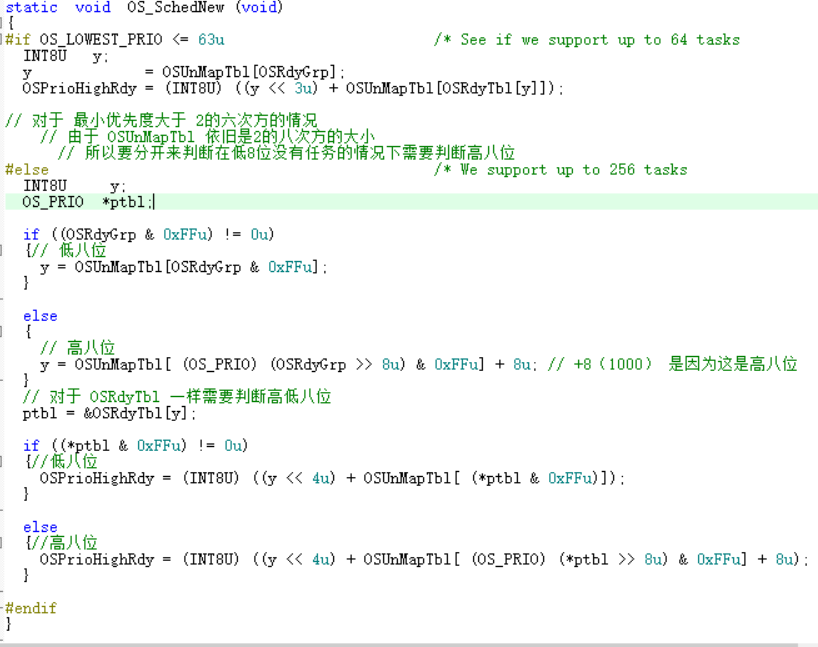 static  void  OS_SchedNew (void)
{
#if OS_LOWEST_PRIO <= 63u                        /* See if we support up to 64 tasks
  INT8U   y;
  y             = OSUnMapTbl[OSRdyGrp];
  OSPrioHighRdy = (INT8U) ((y << 3u) + OSUnMapTbl[OSRdyTbl[y]]);
// 对于 最小优先度大于 2的六次方的情况
    // 由于 OSUnMapTbl 依旧是2的八次方的大小
      // 所以要分开来判断在低8位没有任务的情况下需要判断高八位
#else                                            /* We support up to 256 tasks
  INT8U     y;
  OS_PRIO  *ptbl;
  if ((OSRdyGrp & 0xFFu) != 0u)
  {// 低八位
    y = OSUnMapTbl[OSRdyGrp & 0xFFu];
  }
  else
  {
    // 高八位
    y = OSUnMapTbl[ (OS_PRIO) (OSRdyGrp >> 8u) & 0xFFu] + 8u; // +8（1000） 是因为这是高八位
  }
  // 对于 OSRdyTbl 一样需要判断高低八位
  ptbl = &OSRdyTbl[y];
  if ((*ptbl & 0xFFu) != 0u)
  {//低八位
    OSPrioHighRdy = (INT8U) ((y << 4u) + OSUnMapTbl[ (*ptbl & 0xFFu)]);
  }
  else
  {//高八位
    OSPrioHighRdy = (INT8U) ((y << 4u) + OSUnMapTbl[ (OS_PRIO) (*ptbl >> 8u) & 0xFFu] + 8u);
  }
#endif
}